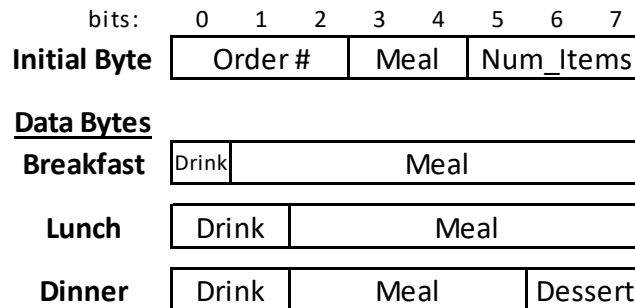 bits: 0 1 2 3 4 5 6 7
Initial Byte Order # Meal Num_Items
Data Bytes
Breakfast Drink Meal
Lunch Drink Meal
Dinner Drink Meal Dessert